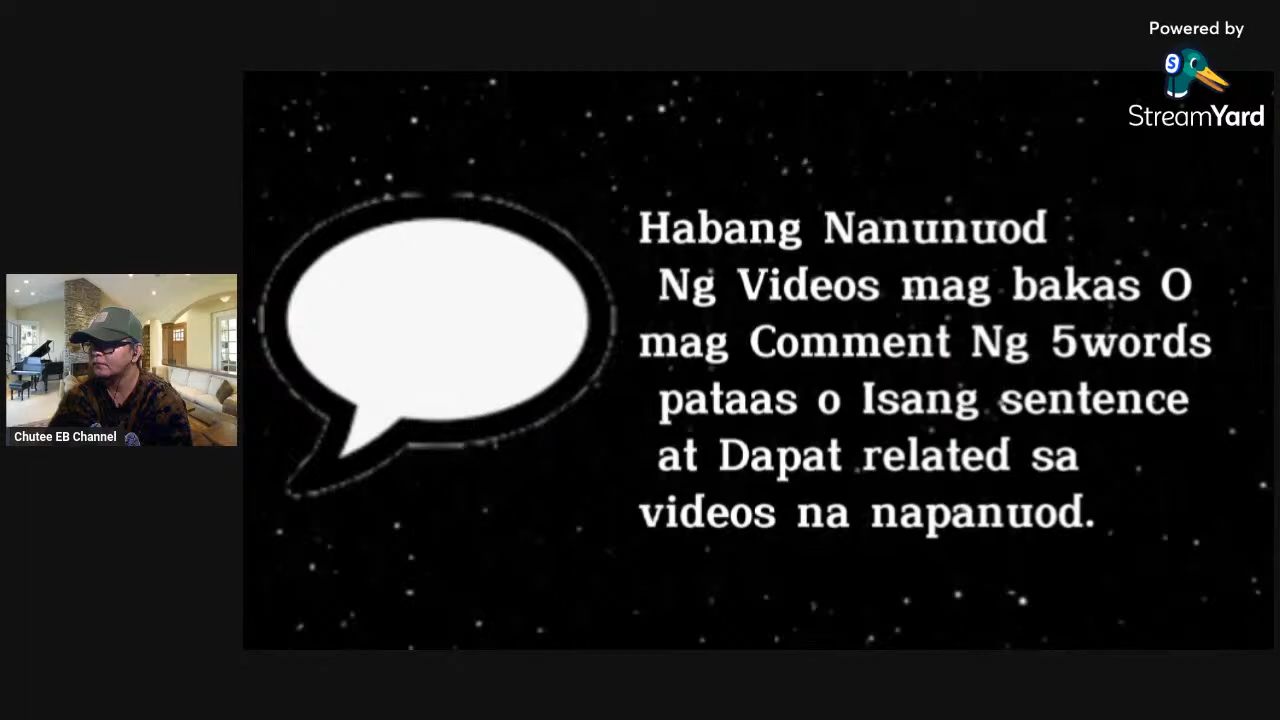 Powered by
StreamYard
Habang Nanunuod
Ng Videos mag bakas O
mag Comment Ng 5words
pataas o Isang sentence
at Dapat related sa
videos na napanuod.
Chutee EB Channel